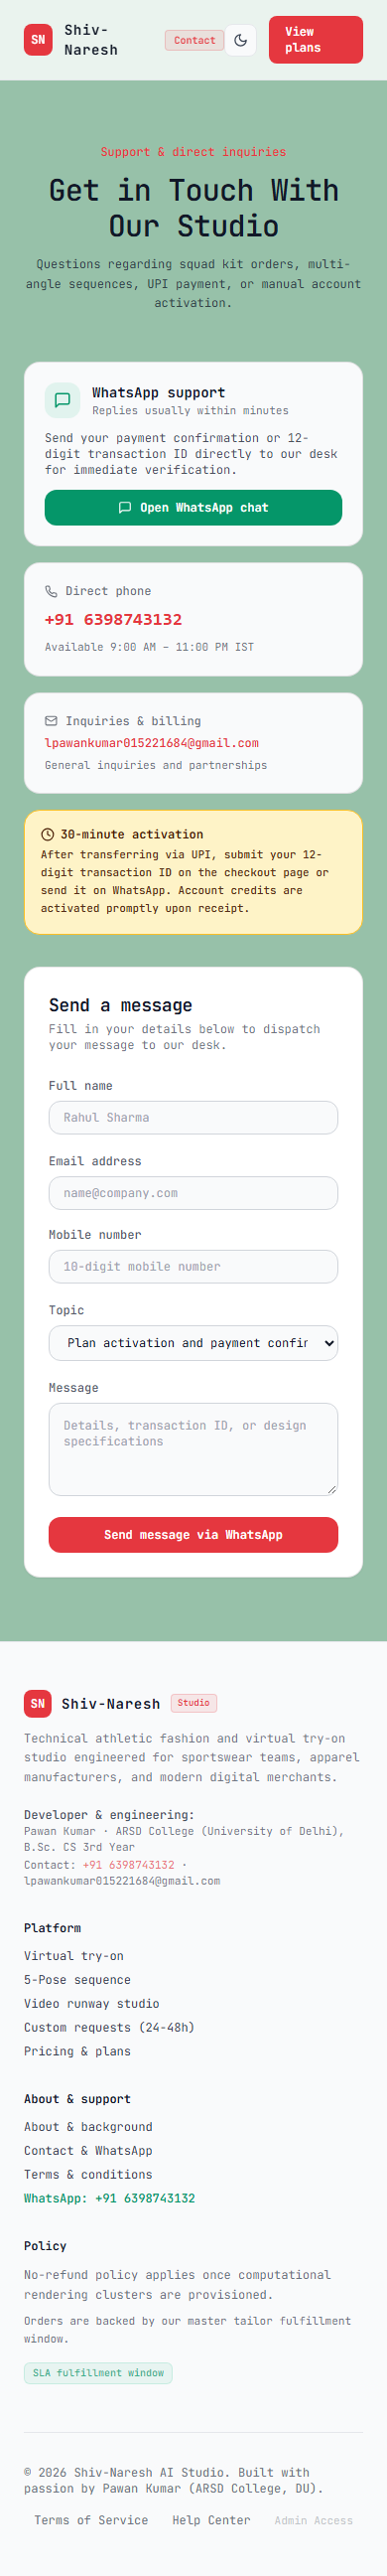 SN
Shiv-
Naresh
Contact
View
plans
Support & direct inquiries
Get in Touch With
Our Studio
Questions regarding squad kit orders, multi-
angle sequences, UPI payment, or manual account
activation.
WhatsApp support
Replies usually within minutes
Send your payment confirmation or 12-
digit transaction ID directly to our desk
for immediate verification.
Open WhatsApp chat
Direct phone
+91 6398743132
Available 9:00 AM – 11:00 PM IST
Inquiries & billing
lpawankumar015221684@gmail.com
General inquiries and partnerships
30-minute activation
After transferring via UPI, submit your 12-
digit transaction ID on the checkout page or
send it on WhatsApp. Account credits are
activated promptly upon receipt.
Send a message
Fill in your details below to dispatch
your message to our desk.
Full name
Rahul Sharma
Email address
name@company.com
Mobile number
10-digit mobile number
Topic
Plan activation and payment confir
Message
Details, transaction ID, or design
specifications
Send message via WhatsApp
SN Shiv-Naresh Studio
Technical athletic fashion and virtual try-on
studio engineered for sportswear teams, apparel
manufacturers, and modern digital merchants.
Developer & engineering:
Pawan Kumar · ARSD College (University of Delhi),
B.Sc. CS 3rd Year
Contact: +91 6398743132 ·
lpawankumar015221684@gmail.com
Platform
Virtual try-on
5-Pose sequence
Video runway studio
Custom requests (24-48h)
Pricing & plans
About & support
About & background
Contact & WhatsApp
Terms & conditions
WhatsApp: +91 6398743132
Policy
No-refund policy applies once computational
rendering clusters are provisioned.
Orders are backed by our master tailor fulfillment
window.
SLA fulfillment window
© 2026 Shiv-Naresh AI Studio. Built with
passion by Pawan Kumar (ARSD College, DU).
Terms of Service Help Center Admin Access